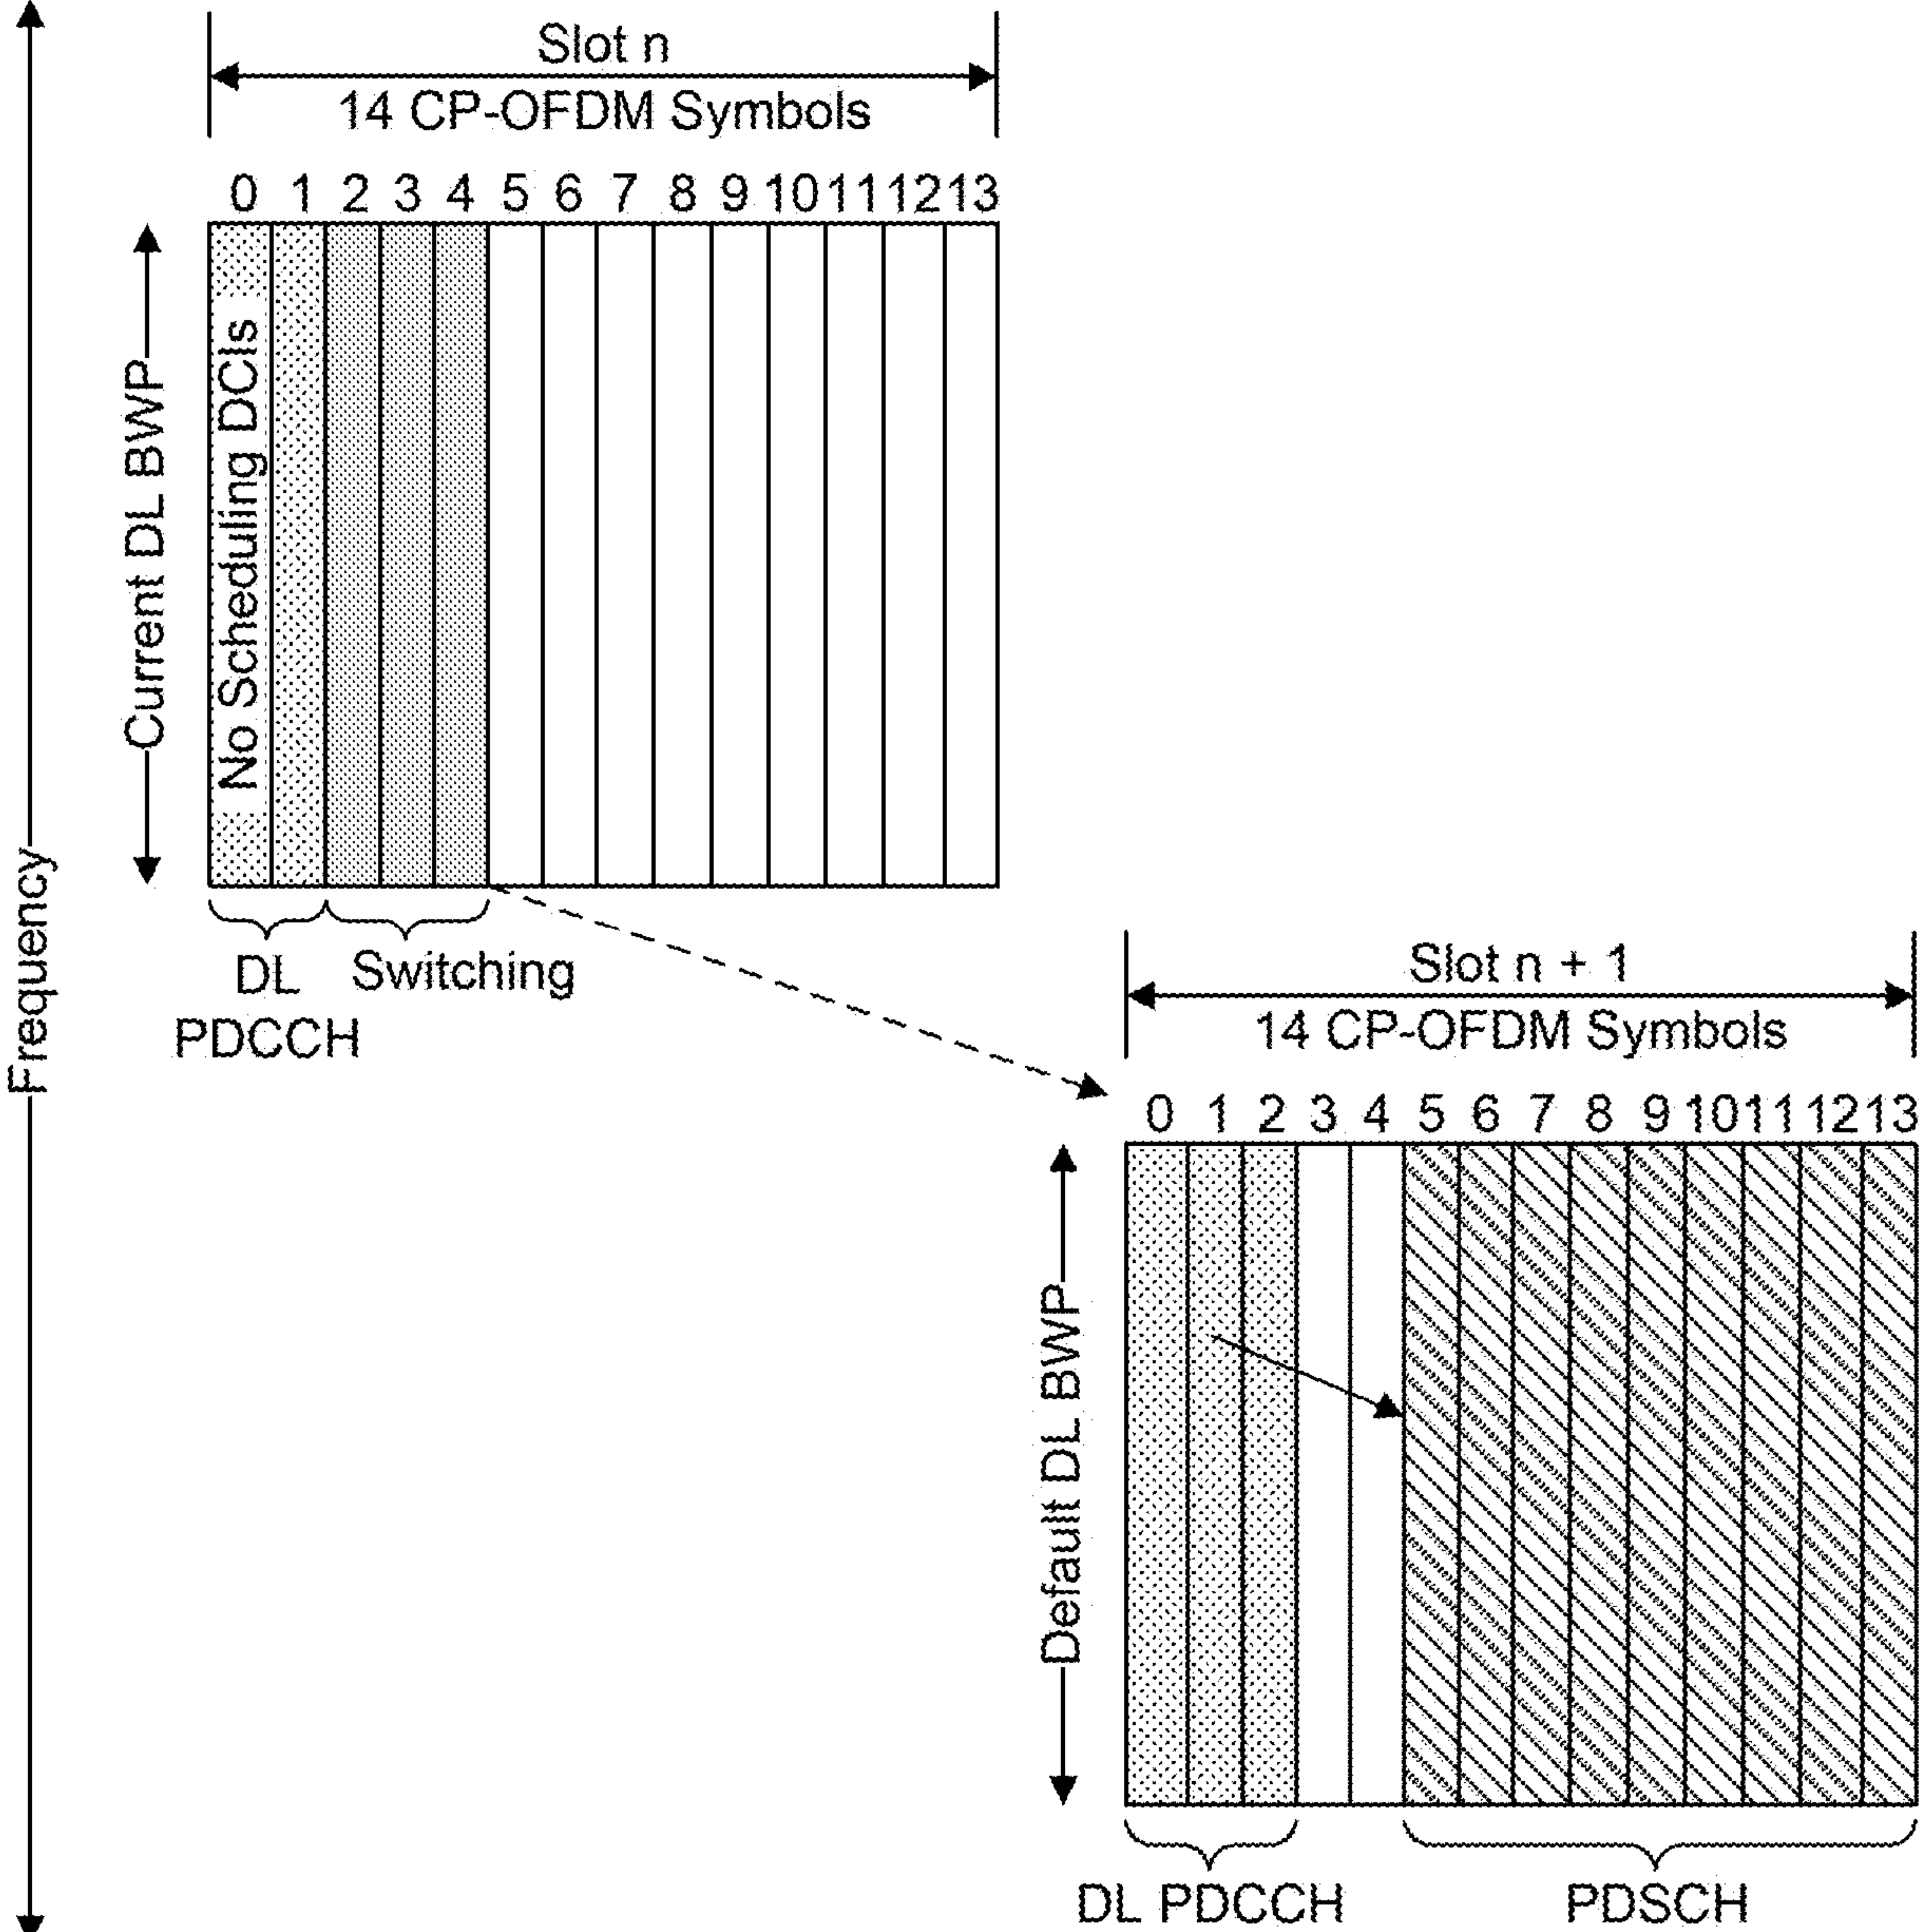 Slot n
14 CP-OFDM Symbols
0 1 2 3 4 5 6 7 8 9 10 11 12 13
Current DL BWP
No Scheduling DCIs
DL
PDCCH
Switching
Frequency
Slot n + 1
14 CP-OFDM Symbols
0 1 2 3 4 5 6 7 8 9 10 11 12 13
Default DL BWP
DL PDCCH
PDSCH